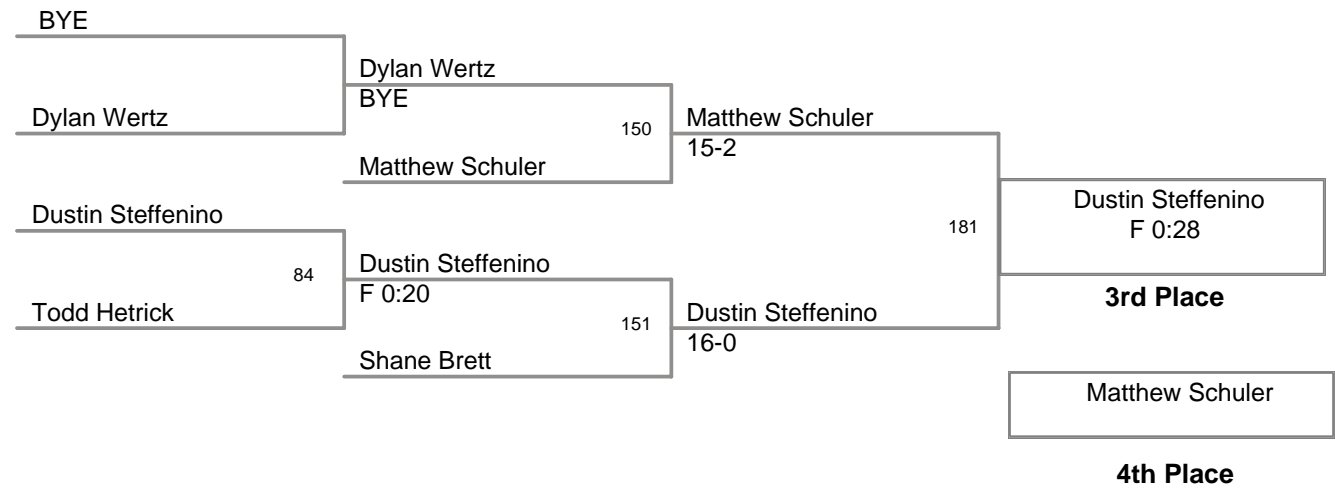 BYE
Dylan Wertz
BYE
Dylan Wertz
150
Matthew Schuler
15-2
Matthew Schuler
Dustin Steffenino
Dustin Steffenino
F 0:28
181
84
Dustin Steffenino
F 0:20
3rd Place
Todd Hetrick
151
Dustin Steffenino
16-0
Shane Brett
Matthew Schuler
4th Place